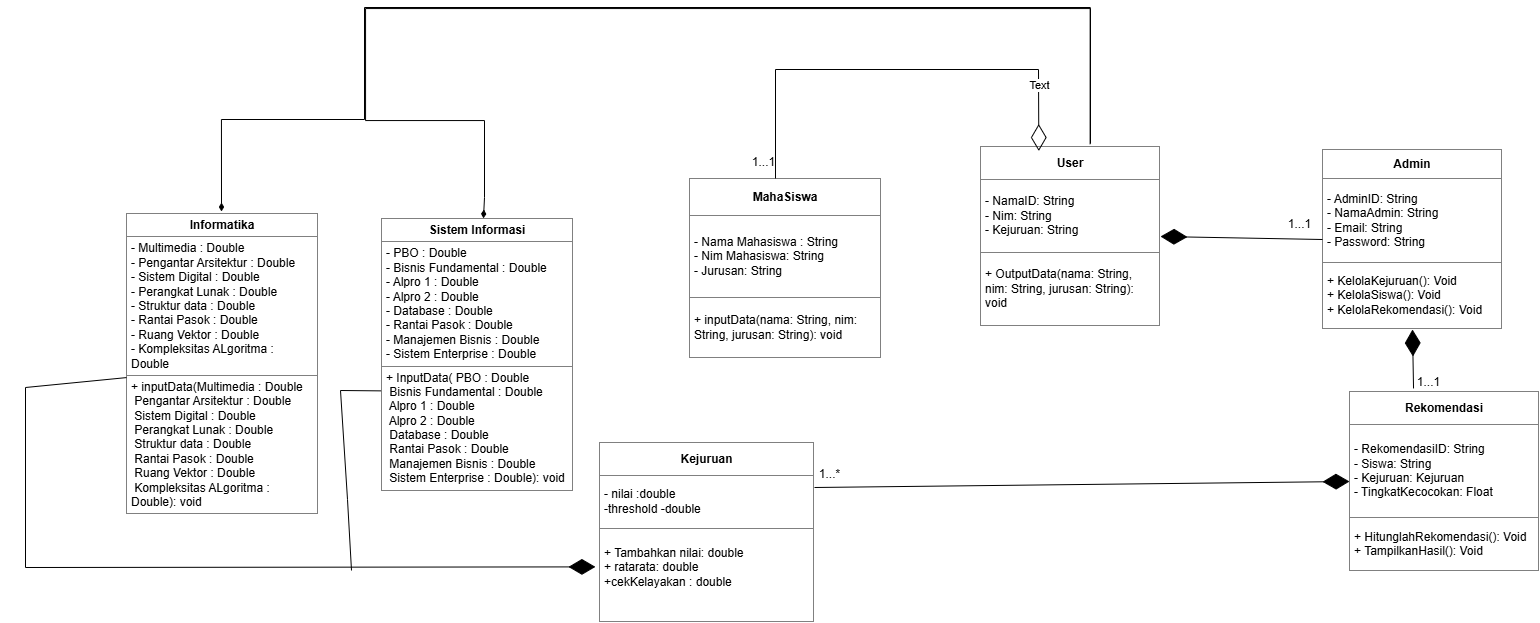 Text
1...1
MahaSiswa
- Nama Mahasiswa : String
- Nim Mahasiswa: String
- Jurusan: String
+ inputData(nama: String, nim:
String, jurusan: String): void
User
- NamaID: String
- Nim: String
- Kejuruan: String
+ OutputData(nama: String,
nim: String, jurusan: String):
void
1...1
Admin
- AdminID: String
- NamaAdmin: String
- Email: String
- Password: String
+ KelolaKejuruan(): Void
+ KelolaSiswa(): Void
+ KelolaRekomendasi(): Void
Informatika
- Multimedia : Double
- Pengantar Arsitektur : Double
- Sistem Digital : Double
- Perangkat Lunak : Double
- Struktur data : Double
- Rantai Pasok : Double
- Ruang Vektor : Double
- Kompleksitas ALgoritma :
Double
+ inputData(Multimedia : Double
Pengantar Arsitektur : Double
Sistem Digital : Double
Perangkat Lunak : Double
Struktur data : Double
Rantai Pasok : Double
Ruang Vektor : Double
Kompleksitas ALgoritma :
Double): void
Sistem Informasi
- PBO : Double
- Bisnis Fundamental : Double
- Alpro 1 : Double
- Alpro 2 : Double
- Database : Double
- Rantai Pasok : Double
- Manajemen Bisnis : Double
- Sistem Enterprise : Double
+ InputData( PBO : Double
Bisnis Fundamental : Double
Alpro 1 : Double
Alpro 2 : Double
Database : Double
Rantai Pasok : Double
Manajemen Bisnis : Double
Sistem Enterprise : Double): void
Kejuruan
- nilai :double
-threshold -double
+ Tambahkan nilai: double
+ ratarata: double
+cekKelayakan : double
1...*
1...1
Rekomendasi
- RekomendasiID: String
- Siswa: String
- Kejuruan: Kejuruan
- TingkatKecocokan: Float
+ HitunglahRekomendasi(): Void
+ TampilkanHasil(): Void